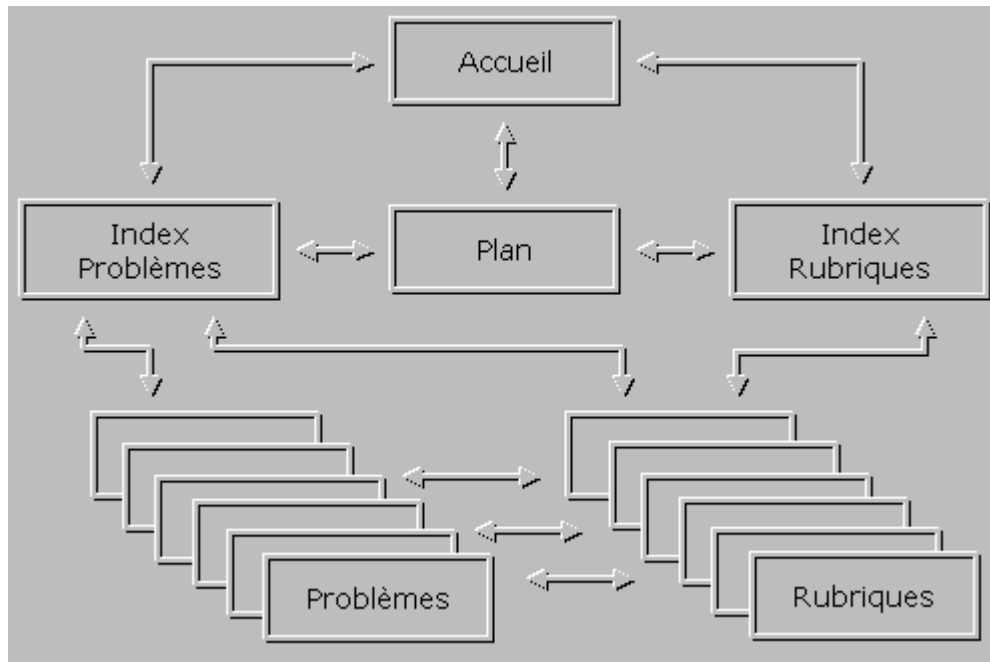 Accueil
Index
Problèmes
Plan
Index
Rubriques
Problèmes
Rubriques